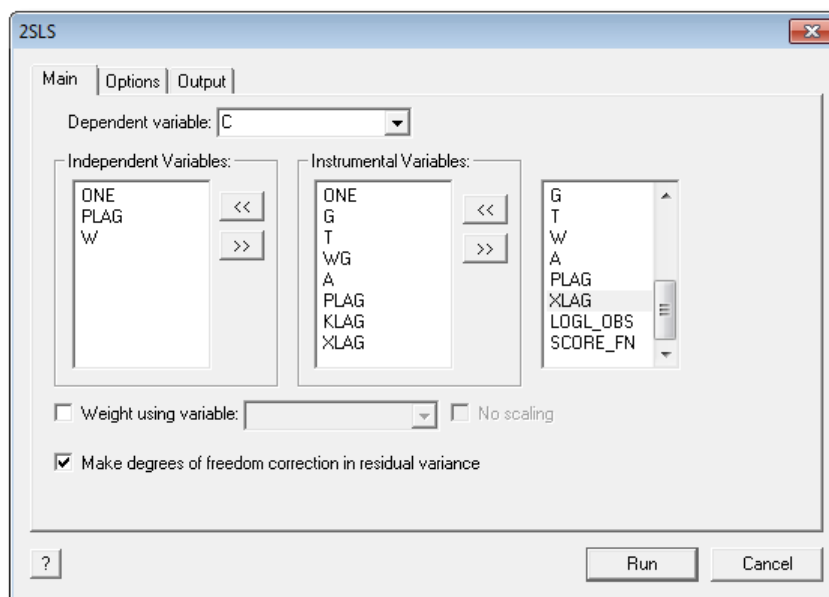 2SLS
Main Options Output
Dependent variable: C
Independent Variables:
ONE
PLAG
W
<<
>>
Instrumental Variables:
ONE
G
T
WG
A
PLAG
KLAG
XLAG
<<
>>
G
T
W
A
PLAG
XLAG
LOGL_OBS
SCORE_FN
Weight using variable:
No scaling
Make degrees of freedom correction in residual variance
?
Run
Cancel